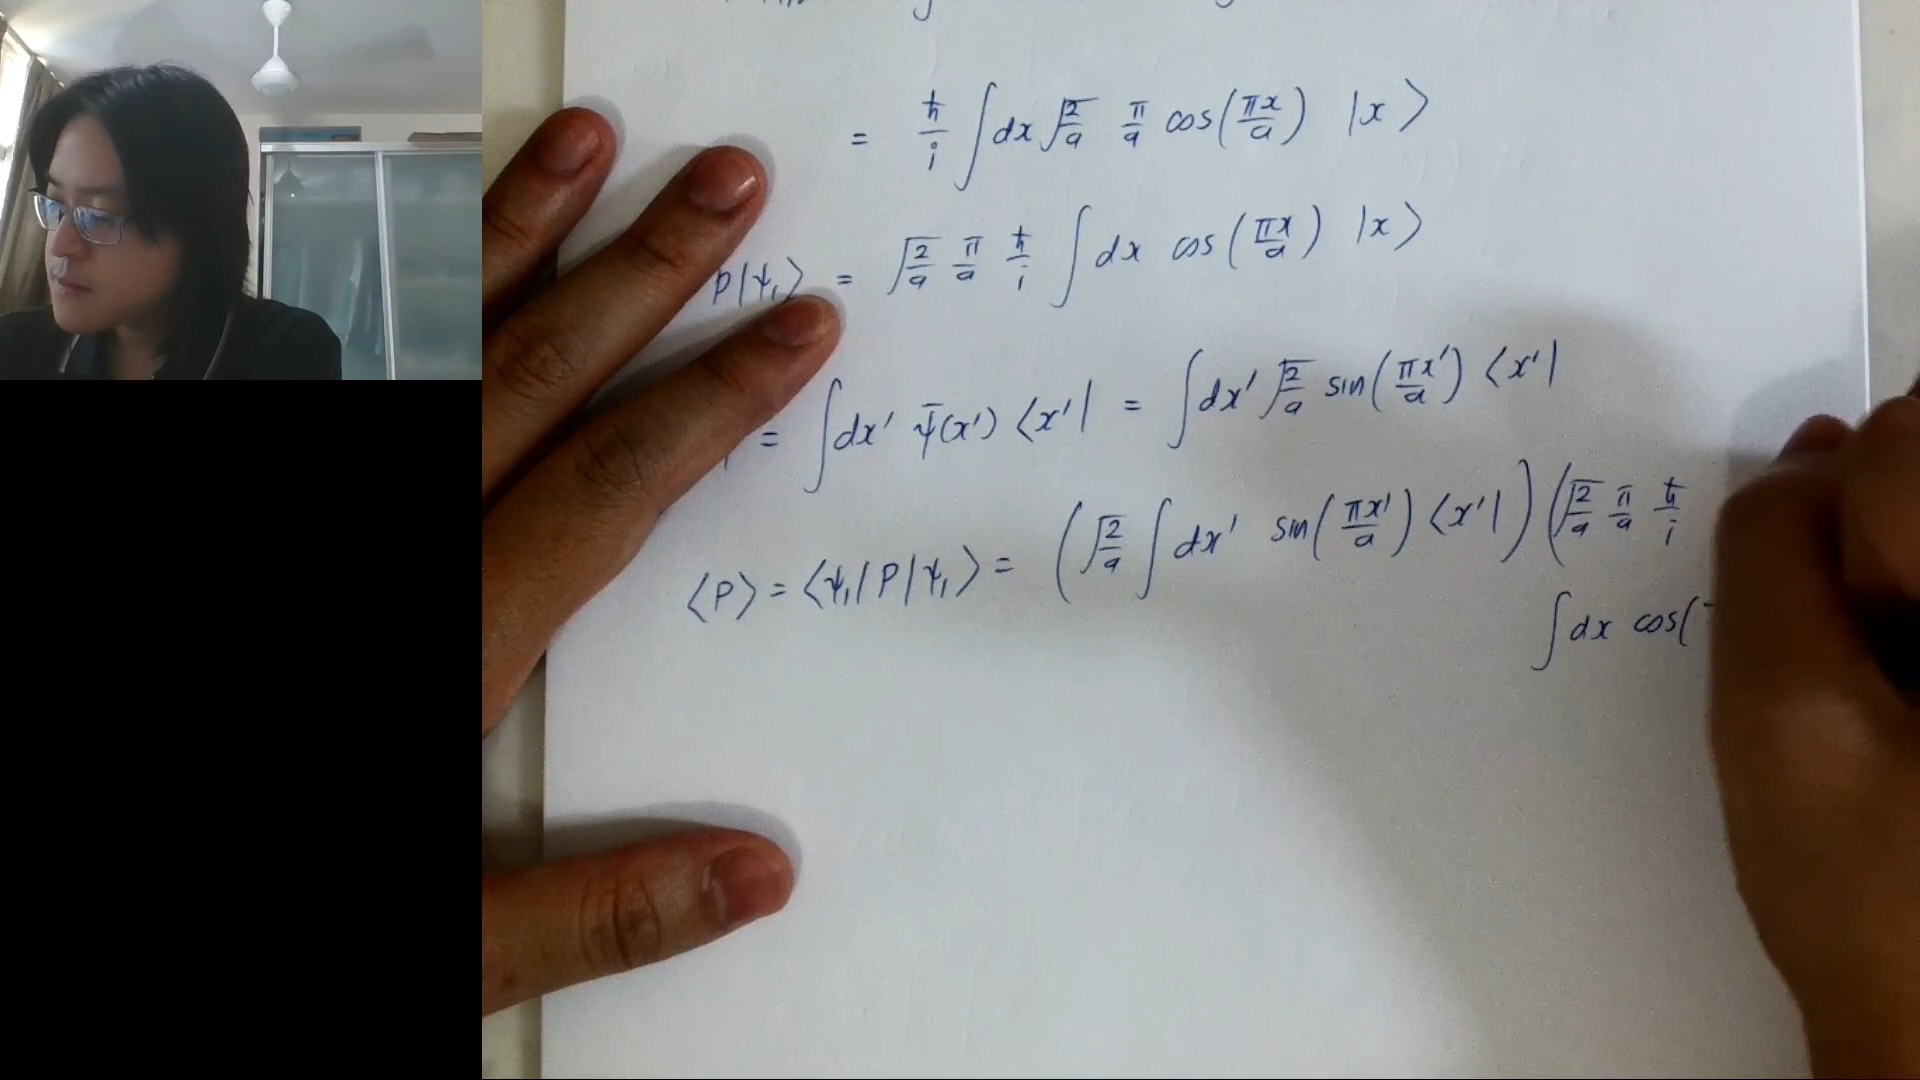 = ħ/i ∫dx √2/a π/a cos(πx/a) |x⟩
P|ψ₁⟩ = √2/a π/a ħ/i ∫ dx cos(πx/a) |x⟩
= ∫dx' ψ̄(x') ⟨x'| = ∫dx' √2/a sin(πx'/a) ⟨x'|
⟨P⟩ = ⟨ψ₁|P|ψ₁⟩ = (√2/a ∫dx' sin(πx'/a) ⟨x'|) (√2/a π/a ħ/i
∫dx cos(